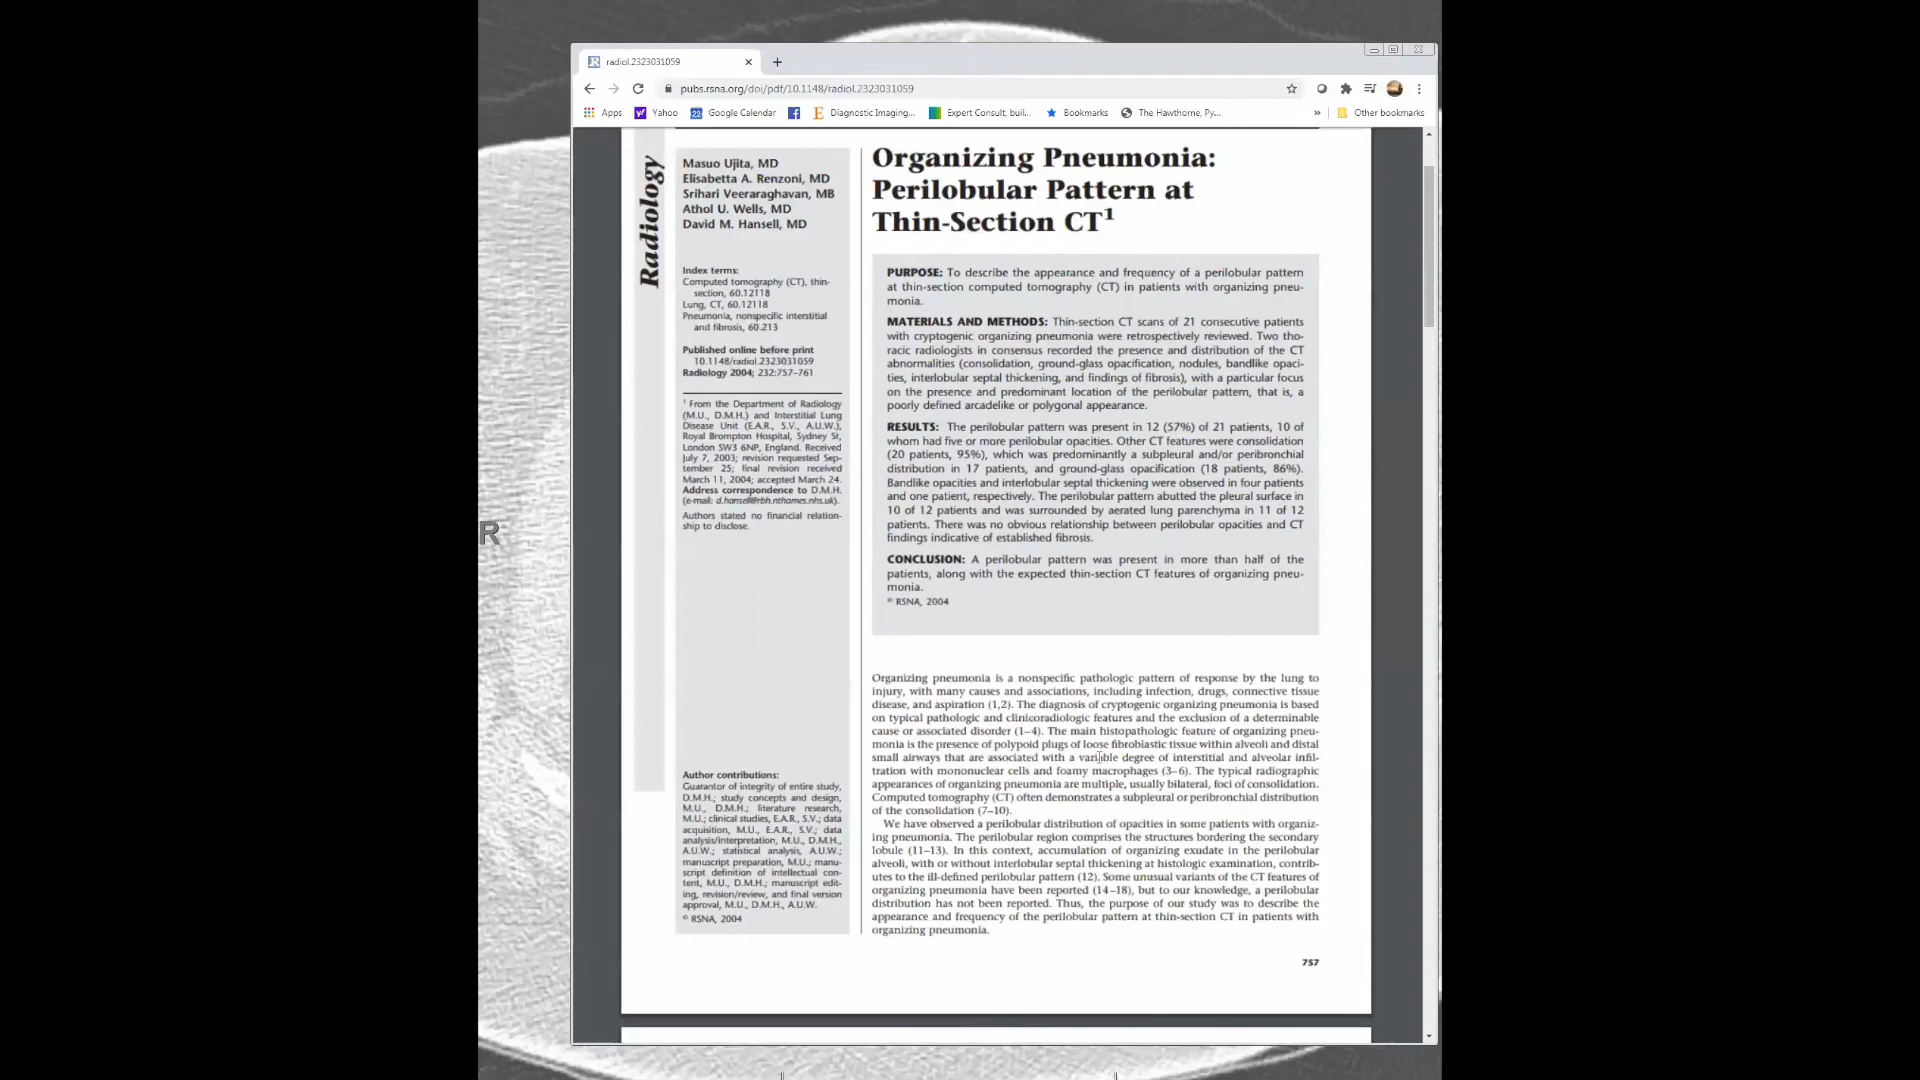 radiol.2323031059
pubs.rsna.org/doi/pdf/10.1148/radiol.2323031059
Apps Yahoo Google Calendar Diagnostic Imaging... Expert Consult, buil... Bookmarks The Hawthorne, Py... » Other bookmarks
Radiology
Masuo Ujita, MD
Elisabetta A. Renzoni, MD
Srihari Veeraraghavan, MB
Athol U. Wells, MD
David M. Hansell, MD
Index terms:
Computed tomography (CT), thin-
section, 60.12118
Lung, CT, 60.12118
Pneumonia, nonspecific interstitial
and fibrosis, 60.213
Published online before print
10.1148/radiol.2323031059
Radiology 2004; 232:757–761
1 From the Department of Radiology
(M.U., D.M.H.) and Interstitial Lung
Disease Unit (E.A.R., S.V., A.U.W.),
Royal Brompton Hospital, Sydney St,
London SW3 6NP, England. Received
July 7, 2003; revision requested Sep-
tember 25; final revision received
March 11, 2004; accepted March 24.
Address correspondence to D.M.H.
(e-mail: d.hansell@rbh.nthames.nhs.uk).
Authors stated no financial relation-
ship to disclose.
Author contributions:
Guarantor of integrity of entire study,
D.M.H.; study concepts and design,
M.U., D.M.H.; literature research,
M.U.; clinical studies, E.A.R., S.V.; data
acquisition, M.U., E.A.R., S.V.; data
analysis/interpretation, M.U., D.M.H.,
A.U.W.; statistical analysis, A.U.W.;
manuscript preparation, M.U.; manu-
script definition of intellectual con-
tent, M.U., D.M.H.; manuscript edit-
ing, revision/review, and final version
approval, M.U., D.M.H., A.U.W.
© RSNA, 2004
Organizing Pneumonia:
Perilobular Pattern at
Thin-Section CT1
PURPOSE: To describe the appearance and frequency of a perilobular pattern
at thin-section computed tomography (CT) in patients with organizing pneu-
monia.
MATERIALS AND METHODS: Thin-section CT scans of 21 consecutive patients
with cryptogenic organizing pneumonia were retrospectively reviewed. Two tho-
racic radiologists in consensus recorded the presence and distribution of the CT
abnormalities (consolidation, ground-glass opacification, nodules, bandlike opaci-
ties, interlobular septal thickening, and findings of fibrosis), with a particular focus
on the presence and predominant location of the perilobular pattern, that is, a
poorly defined arcadelike or polygonal appearance.
RESULTS: The perilobular pattern was present in 12 (57%) of 21 patients, 10 of
whom had five or more perilobular opacities. Other CT features were consolidation
(20 patients, 95%), which was predominantly a subpleural and/or peribronchial
distribution in 17 patients, and ground-glass opacification (18 patients, 86%).
Bandlike opacities and interlobular septal thickening were observed in four patients
and one patient, respectively. The perilobular pattern abutted the pleural surface in
10 of 12 patients and was surrounded by aerated lung parenchyma in 11 of 12
patients. There was no obvious relationship between perilobular opacities and CT
findings indicative of established fibrosis.
CONCLUSION: A perilobular pattern was present in more than half of the
patients, along with the expected thin-section CT features of organizing pneu-
monia.
© RSNA, 2004
Organizing pneumonia is a nonspecific pathologic pattern of response by the lung to
injury, with many causes and associations, including infection, drugs, connective tissue
disease, and aspiration (1,2). The diagnosis of cryptogenic organizing pneumonia is based
on typical pathologic and clinicoradiologic features and the exclusion of a determinable
cause or associated disorder (1–4). The main histopathologic feature of organizing pneu-
monia is the presence of polypoid plugs of loose fibroblastic tissue within alveoli and distal
small airways that are associated with a variable degree of interstitial and alveolar infil-
tration with mononuclear cells and foamy macrophages (3–6). The typical radiographic
appearances of organizing pneumonia are multiple, usually bilateral, foci of consolidation.
Computed tomography (CT) often demonstrates a subpleural or peribronchial distribution
of the consolidation (7–10).
We have observed a perilobular distribution of opacities in some patients with organiz-
ing pneumonia. The perilobular region comprises the structures bordering the secondary
lobule (11–13). In this context, accumulation of organizing exudate in the perilobular
alveoli, with or without interlobular septal thickening at histologic examination, contrib-
utes to the ill-defined perilobular pattern (12). Some unusual variants of the CT features of
organizing pneumonia have been reported (14–18), but to our knowledge, a perilobular
distribution has not been reported. Thus, the purpose of our study was to describe the
appearance and frequency of the perilobular pattern at thin-section CT in patients with
organizing pneumonia.
757
R